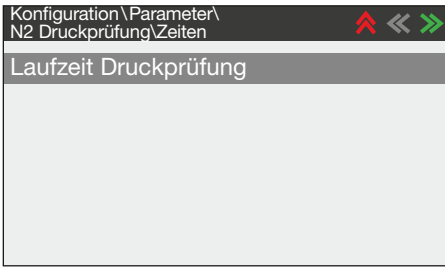 Konfiguration\Parameter\
N2 Druckprüfung\Zeiten
Laufzeit Druckprüfung